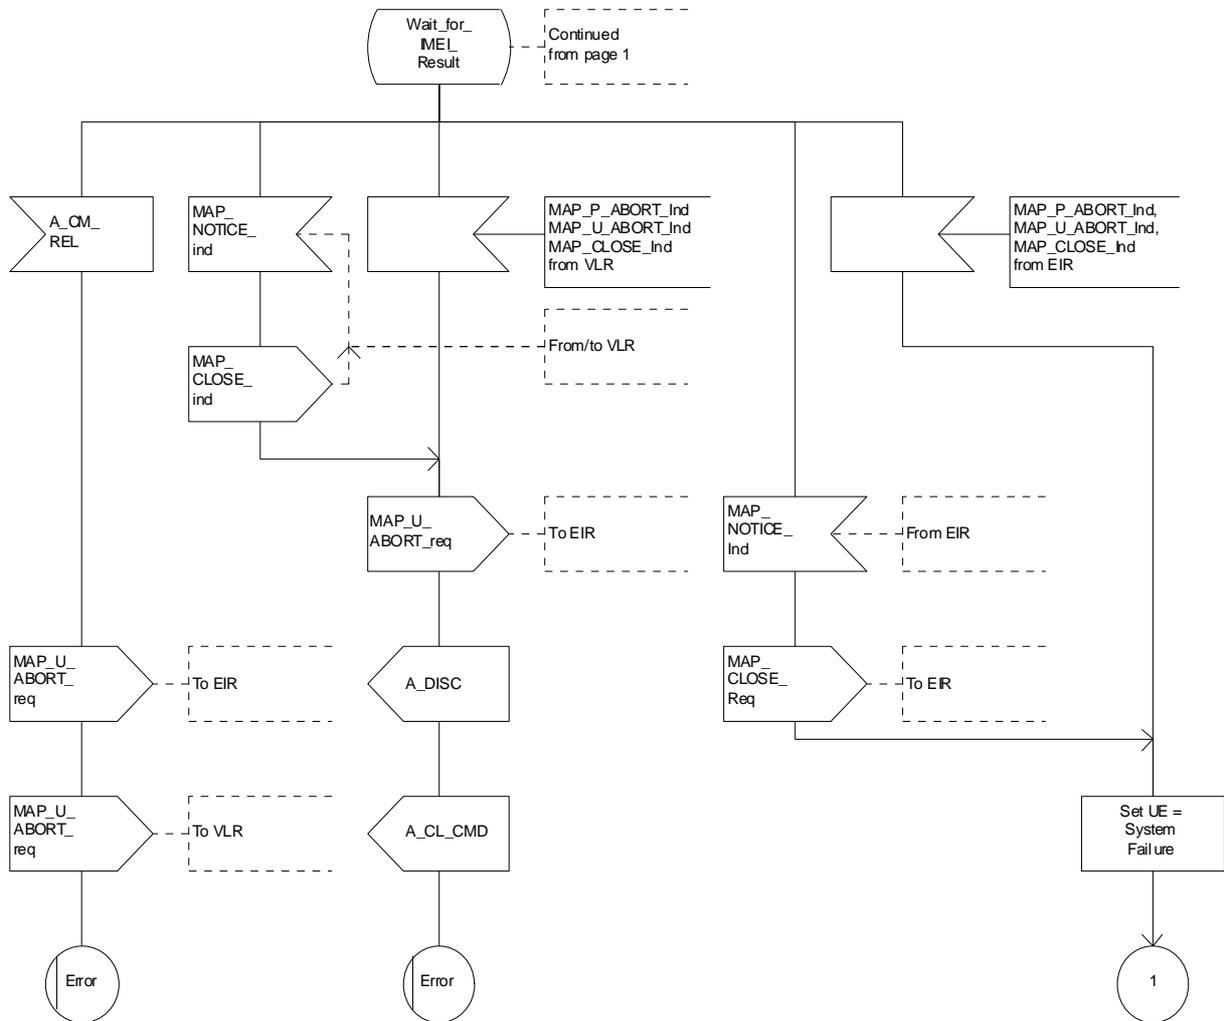 Wait_for_
IMEI_
Result
Continued
from page 1
A_CM_
REL
MAP_
NOTICE_
ind
MAP_P_ABORT_Ind
MAP_U_ABORT_Ind
MAP_CLOSE_Ind
from VLR
MAP_P_ABORT_Ind,
MAP_U_ABORT_Ind,
MAP_CLOSE_Ind
from EIR
MAP_
CLOSE_
ind
From/to VLR
MAP_U_
ABORT_req
To EIR
MAP_
NOTICE_
Ind
From EIR
MAP_U_
ABORT_
req
To EIR
A_DISC
MAP_
CLOSE_
Req
To EIR
MAP_U_
ABORT_
req
To VLR
A_CL_CMD
Set UE =
System
Failure
Error
Error
1